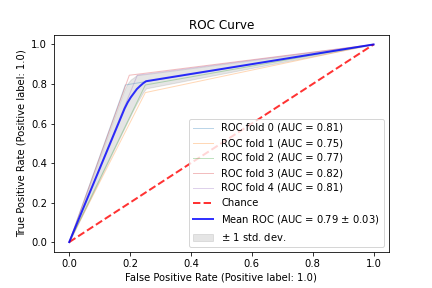 ROC Curve
True Positive Rate (Positive label: 1.0)
1.0
0.8
0.6
0.4
0.2
0.0
ROC fold 0 (AUC = 0.81)
ROC fold 1 (AUC = 0.75)
ROC fold 2 (AUC = 0.77)
ROC fold 3 (AUC = 0.82)
ROC fold 4 (AUC = 0.81)
Chance
Mean ROC (AUC = 0.79 ± 0.03)
± 1 std. dev.
0.0 0.2 0.4 0.6 0.8 1.0
False Positive Rate (Positive label: 1.0)